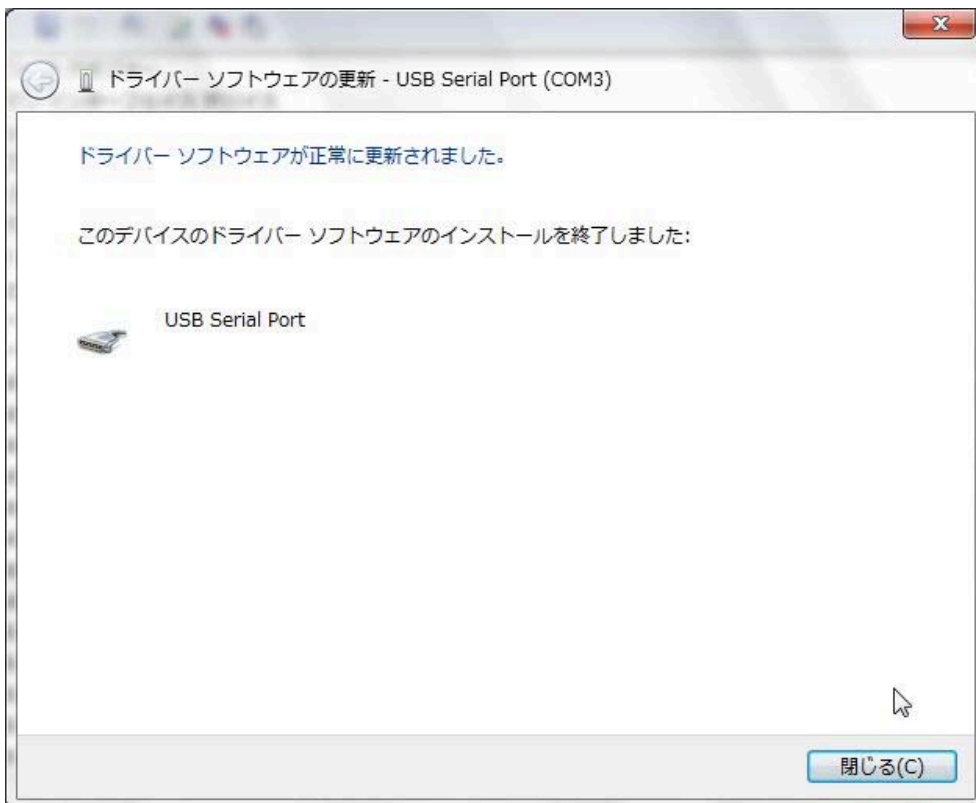 ドライバー ソフトウェアの更新 - USB Serial Port (COM3)
ドライバー ソフトウェアが正常に更新されました。
このデバイスのドライバー ソフトウェアのインストールを終了しました:
USB Serial Port
閉じる(C)